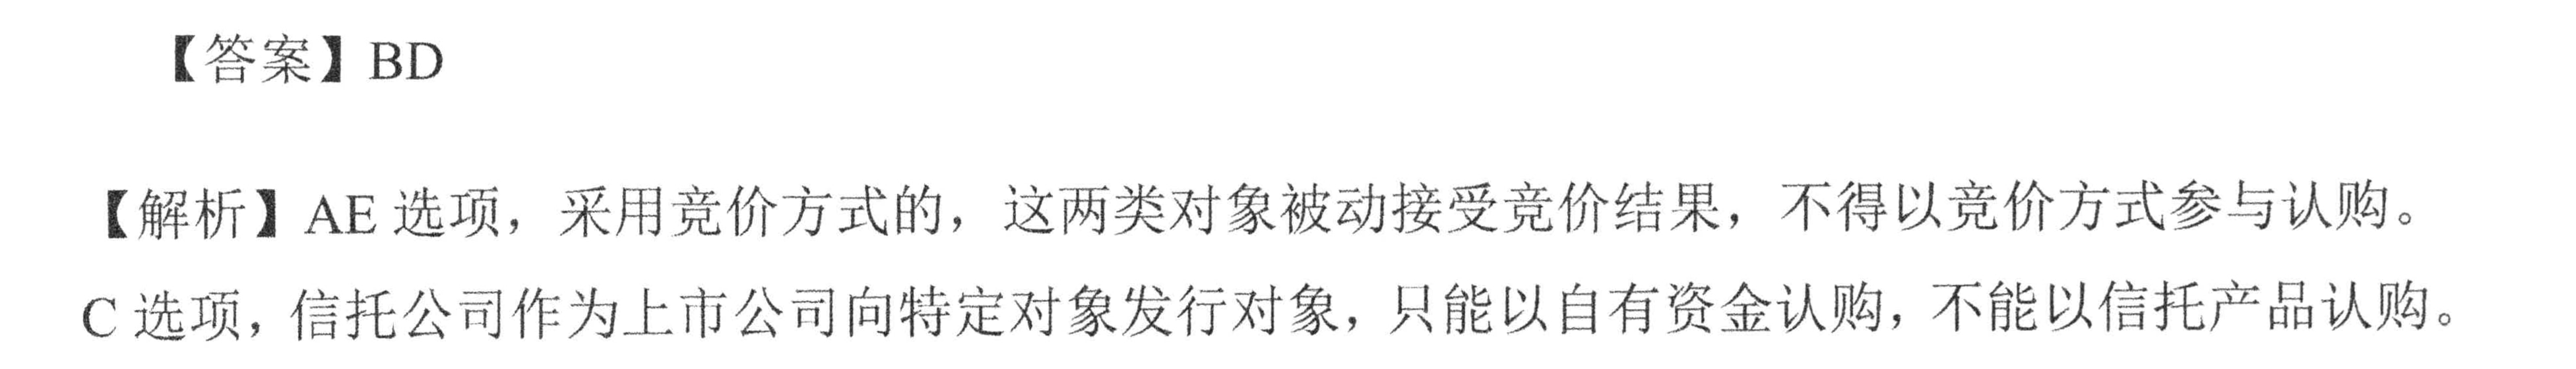 【答案】BD
【解析】AE 选项，采用竞价方式的，这两类对象被动接受竞价结果，不得以竞价方式参与认购。
C 选项，信托公司作为上市公司向特定对象发行对象，只能以自有资金认购，不能以信托产品认购。